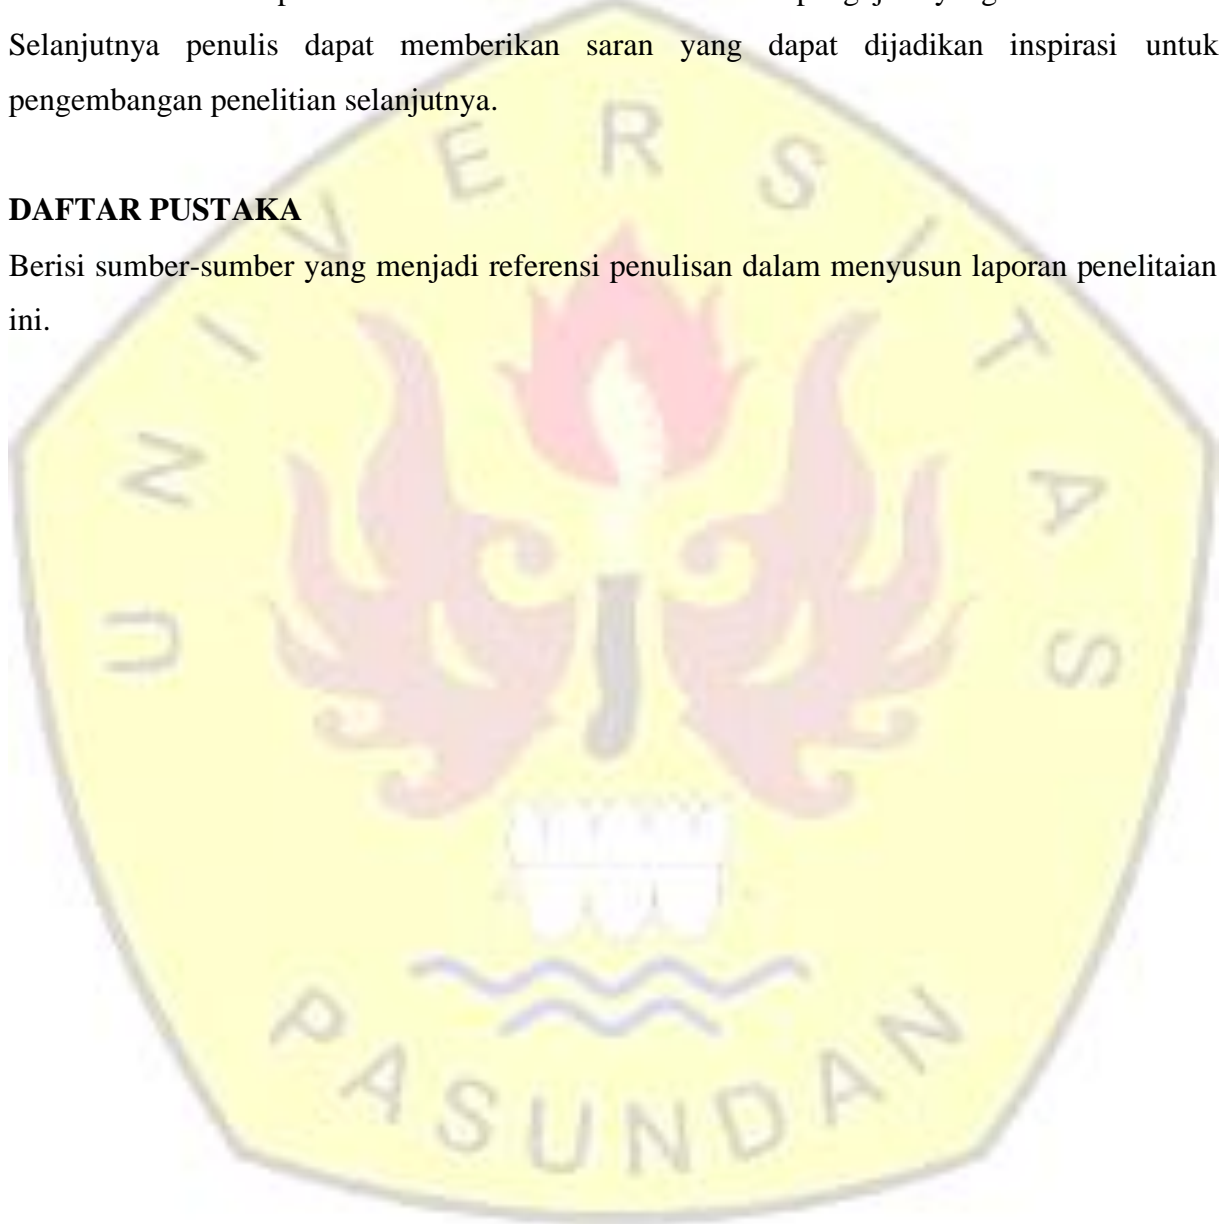 Selanjutnya penulis dapat memberikan saran yang dapat dijadikan inspirasi untuk
pengembangan penelitian selanjutnya.
DAFTAR PUSTAKA
Berisi sumber-sumber yang menjadi referensi penulisan dalam menyusun laporan penelitaian
ini.
UNIVERSITAS
PASUNDAN